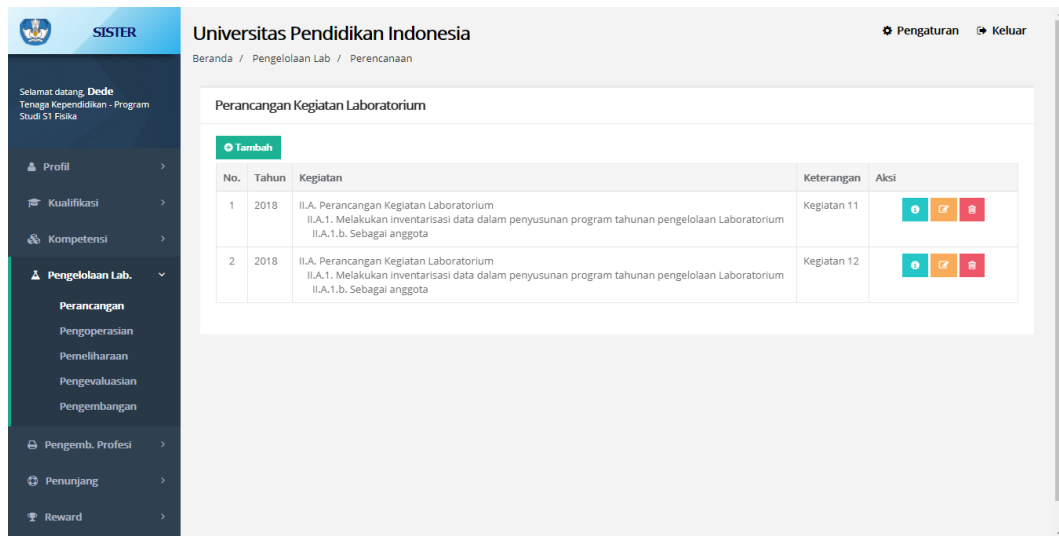 SISTER
Selamat datang, Dede
Tenaga Kependidikan - Program
Studi S1 Fisika
Profil
Kualifikasi
Kompetensi
Pengelolaan Lab.
Perancangan
Pengoperasian
Pemeliharaan
Pengevaluasian
Pengembangan
Pengemb. Profesi
Penunjang
Reward
Universitas Pendidikan Indonesia
Pengaturan Keluar
Beranda / Pengelolaan Lab / Perencanaan
Perancangan Kegiatan Laboratorium
Tambah
No. Tahun Kegiatan Keterangan Aksi
1 2018 II.A. Perancangan Kegiatan Laboratorium Kegiatan 11
II.A.1. Melakukan inventarisasi data dalam penyusunan program tahunan pengelolaan Laboratorium
II.A.1.b. Sebagai anggota
2 2018 II.A. Perancangan Kegiatan Laboratorium Kegiatan 12
II.A.1. Melakukan inventarisasi data dalam penyusunan program tahunan pengelolaan Laboratorium
II.A.1.b. Sebagai anggota